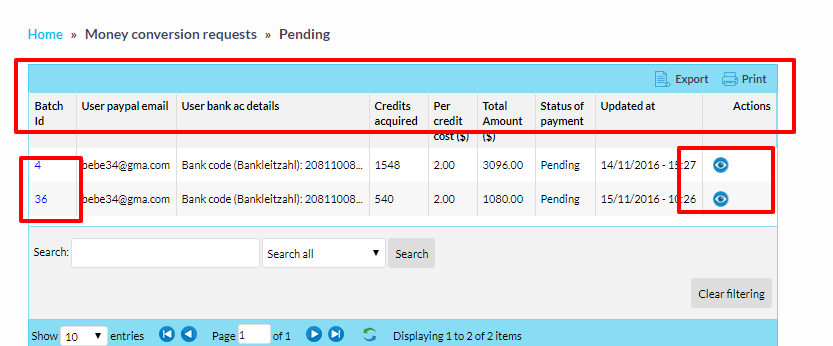 Home » Money conversion requests » Pending
Export Print
Batch Id User paypal email User bank ac details Credits acquired Per credit cost ($) Total Amount ($) Status of payment Updated at Actions
4 bebe34@gma.com Bank code (Bankleitzahl): 20811008... 1548 2.00 3096.00 Pending 14/11/2016 - 15:27
36 bebe34@gma.com Bank code (Bankleitzahl): 20811008... 540 2.00 1080.00 Pending 15/11/2016 - 10:26
Search: Search all Search
Clear filtering
Show 10 entries Page 1 of 1 Displaying 1 to 2 of 2 items